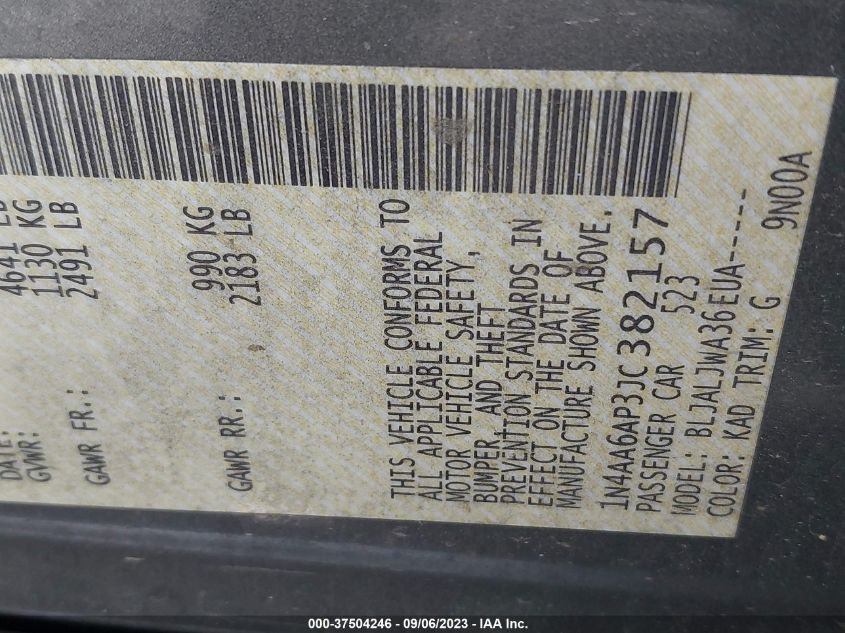 DATE:
GVWR: 4641 LB
1130 KG
GAWR FR.: 2491 LB
990 KG
GAWR RR.: 2183 LB
THIS VEHICLE CONFORMS TO
ALL APPLICABLE FEDERAL
MOTOR VEHICLE SAFETY,
BUMPER, AND THEFT
PREVENTION STANDARDS IN
EFFECT ON THE DATE OF
MANUFACTURE SHOWN ABOVE.
1N4AA6AP3JC382157
PASSENGER CAR 523
MODEL: BLJALJWA36EUA-----
COLOR: KAD TRIM: G 9N00A
000-37504246 - 09/06/2023 - IAA Inc.